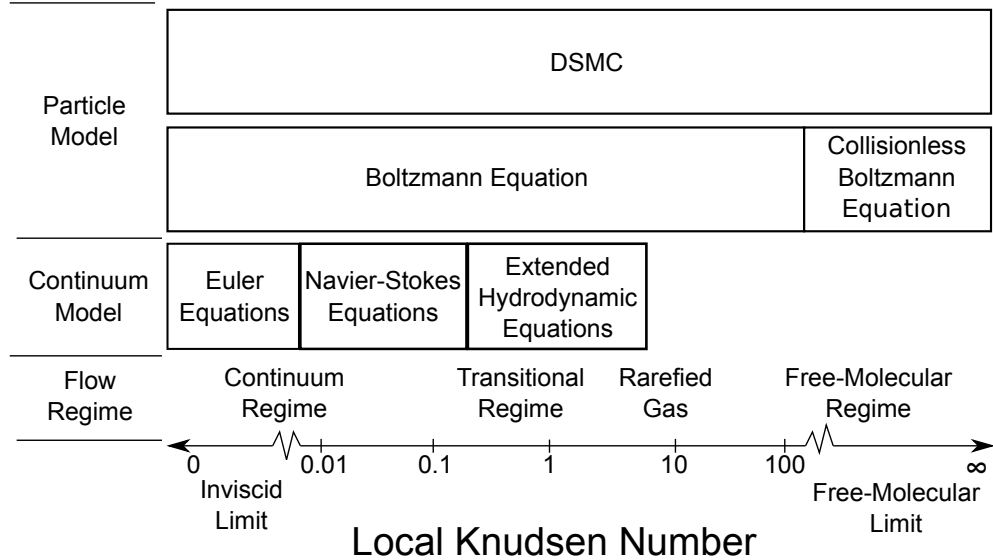 DSMC
Particle
Model
Boltzmann Equation
Collisionless
Boltzmann
Equation
Continuum
Model
Euler
Equations
Navier-Stokes
Equations
Extended
Hydrodynamic
Equations
Flow
Regime
Continuum
Regime
Transitional
Regime
Rarefied
Gas
Free-Molecular
Regime
0 0.01 0.1 1 10 100 ∞
Inviscid
Limit
Free-Molecular
Limit
Local Knudsen Number